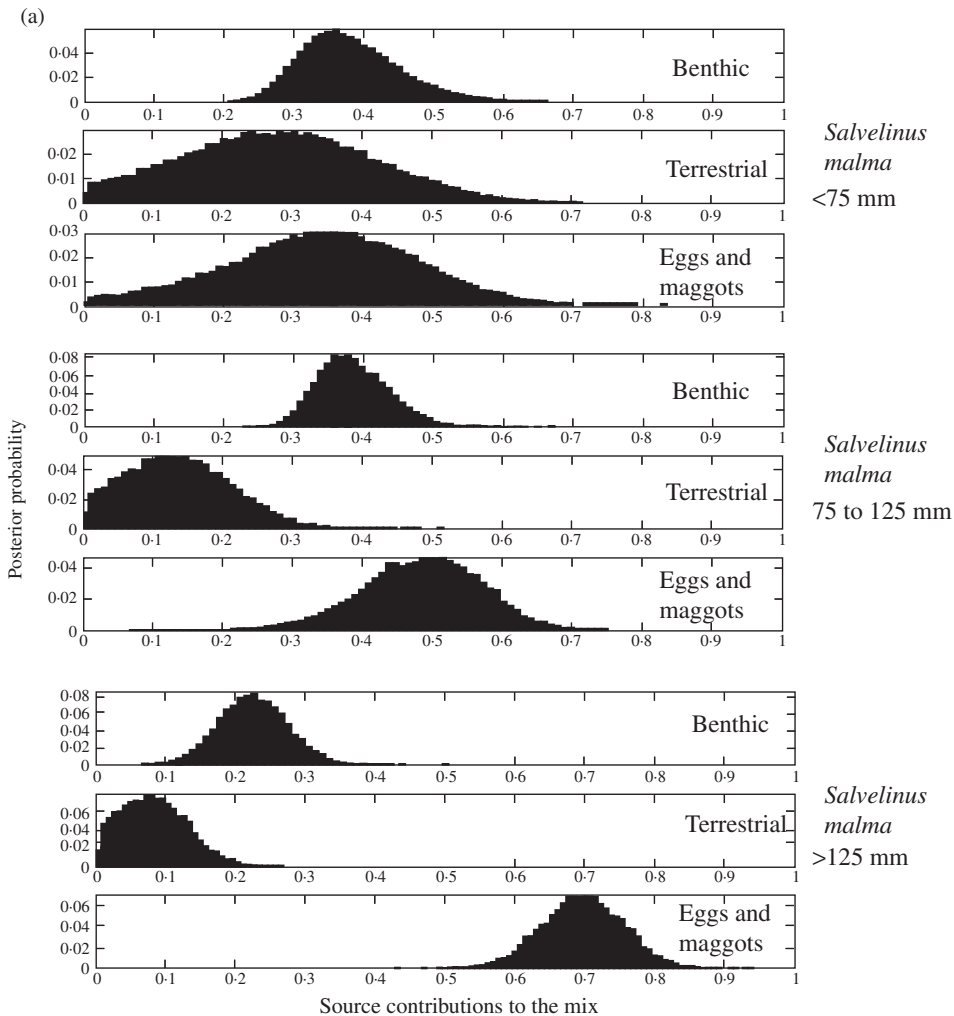 (a)
0·04
0·02
0
Benthic
0·1 0·2 0·3 0·4 0·5 0·6 0·7 0·8 0·9 1
0·02
0·01
0
Terrestrial
0 0·1 0·2 0·3 0·4 0·5 0·6 0·7 0·8 0·9 1
Salvelinus
malma
<75 mm
0·03
0·02
0·01
0
Eggs and
maggots
0 0·1 0·2 0·3 0·4 0·5 0·6 0·7 0·8 0·9 1
Posterior probability
0·08
0·06
0·04
0·02
0
Benthic
0 0·1 0·2 0·3 0·4 0·5 0·6 0·7 0·8 0·9 1
0·04
0·02
0
Terrestrial
0 0·1 0·2 0·3 0·4 0·5 0·6 0·7 0·8 0·9 1
Salvelinus
malma
75 to 125 mm
0·04
0·02
0
Eggs and
maggots
0 0·1 0·2 0·3 0·4 0·5 0·6 0·7 0·8 0·9 1
0·08
0·06
0·04
0·02
0
Benthic
0 0·1 0·2 0·3 0·4 0·5 0·6 0·7 0·8 0·9 1
0·06
0·04
0·02
0
Terrestrial
0 0·1 0·2 0·3 0·4 0·5 0·6 0·7 0·8 0·9 1
Salvelinus
malma
>125 mm
0·06
0·04
0·02
0
Eggs and
maggots
0 0·1 0·2 0·3 0·4 0·5 0·6 0·7 0·8 0·9 1
Source contributions to the mix